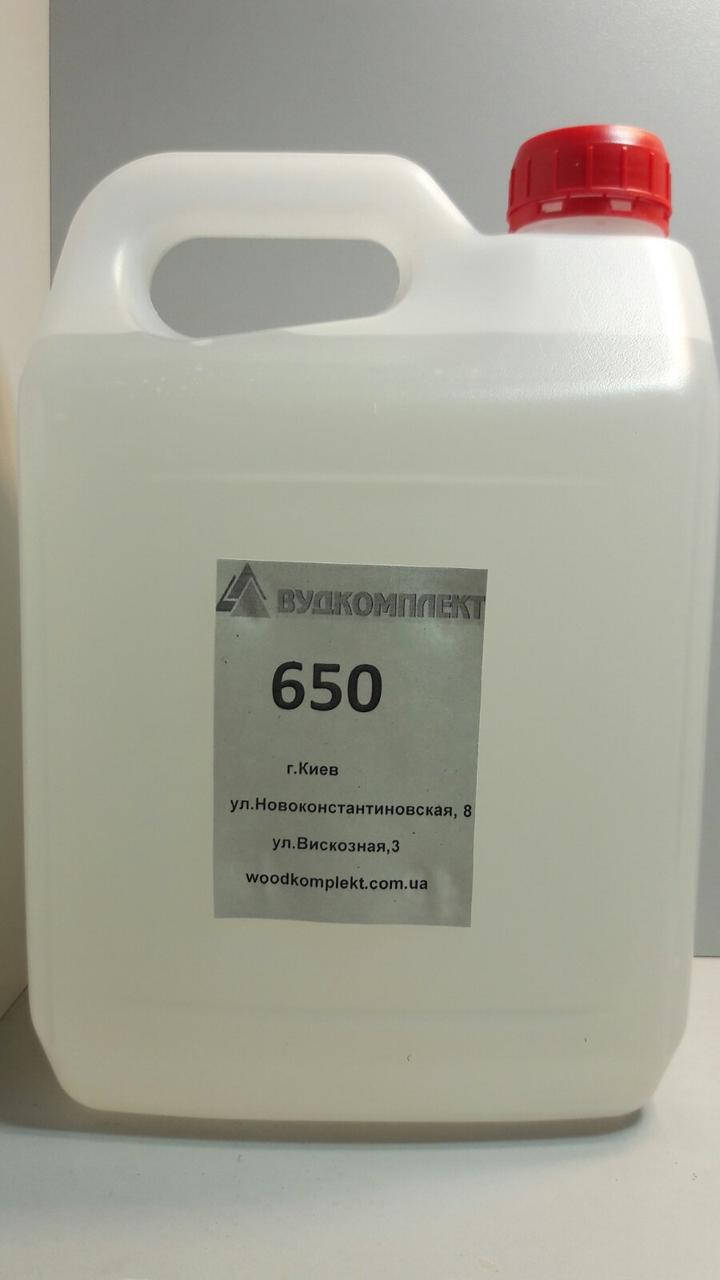 ВУДКОМПЛЕКТ
650
г.Киев
ул.Новоконстантиновская, 8
ул.Вискозная,3
woodkomplekt.com.ua